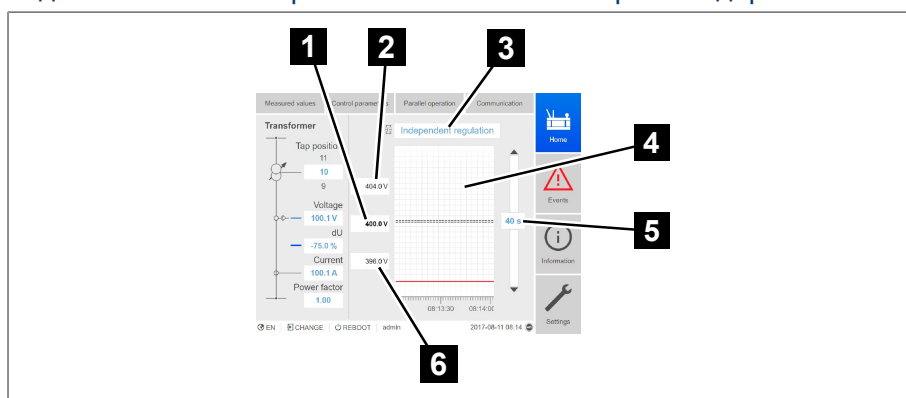 1
2
3
4
5
6
Measured values
Control parameters
Parallel operation
Communication
Home
Events
Information
Settings
Transformer
Tap position
11
10
9
Voltage
100.1 V
dU
-75.0 %
Current
100.1 A
Power factor
1.00
Independent regulation
404.0 V
400.0 V
396.0 V
40 s
08:13:30
08:14:00
EN
CHANGE
REBOOT
admin
2017-08-11 08:14